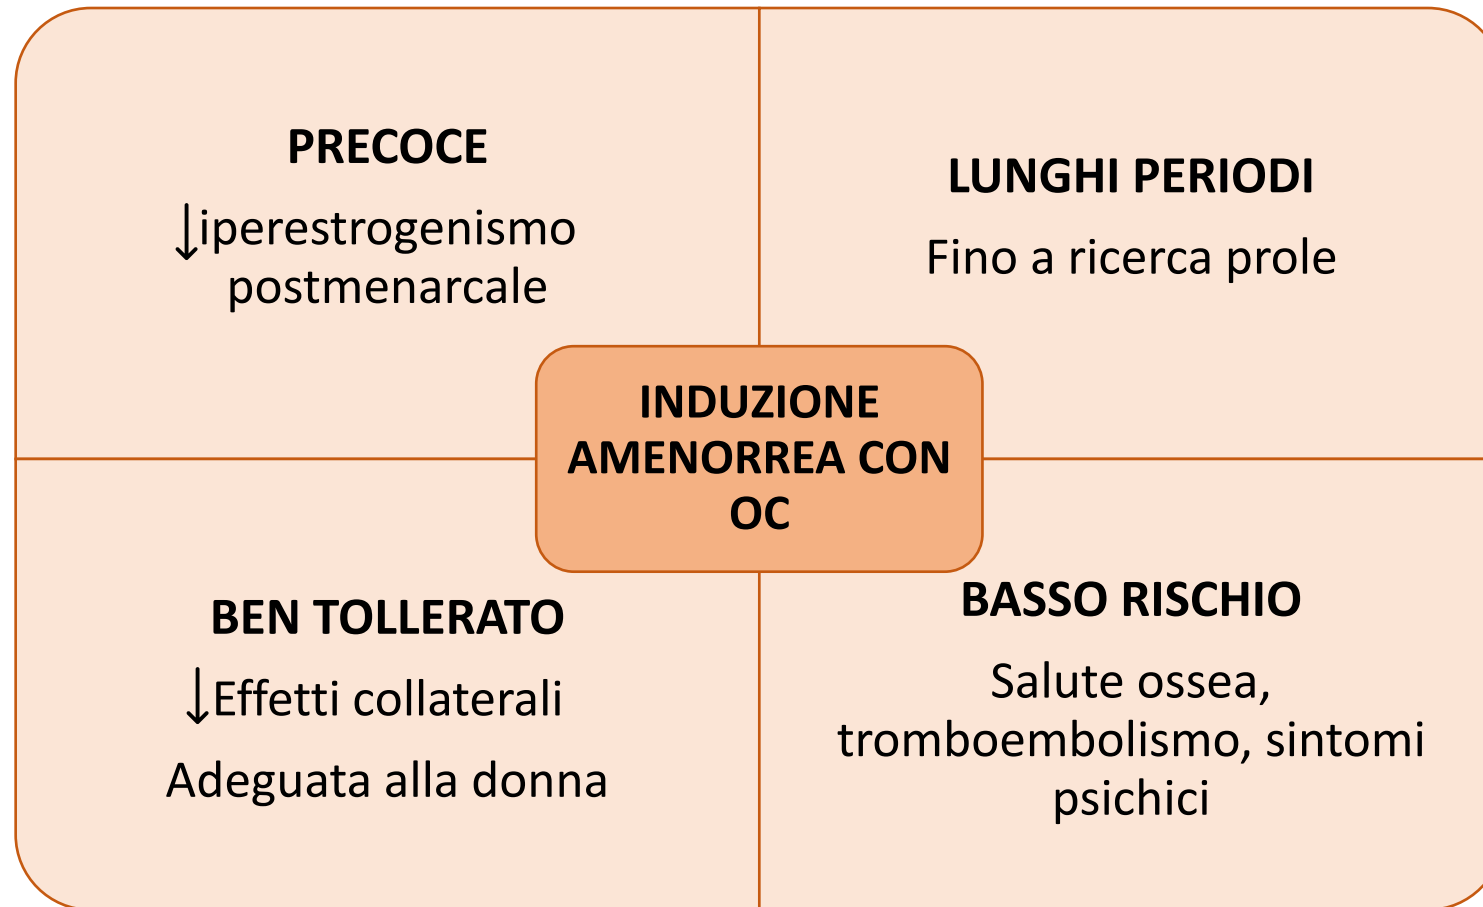 PRECOCE
↓iperestrogenismo
postmenarcale
LUNGHI PERIODI
Fino a ricerca prole
INDUZIONE
AMENORREA CON
OC
BEN TOLLERATO
↓Effetti collaterali
Adeguata alla donna
BASSO RISCHIO
Salute ossea,
tromboembolismo, sintomi
psichici